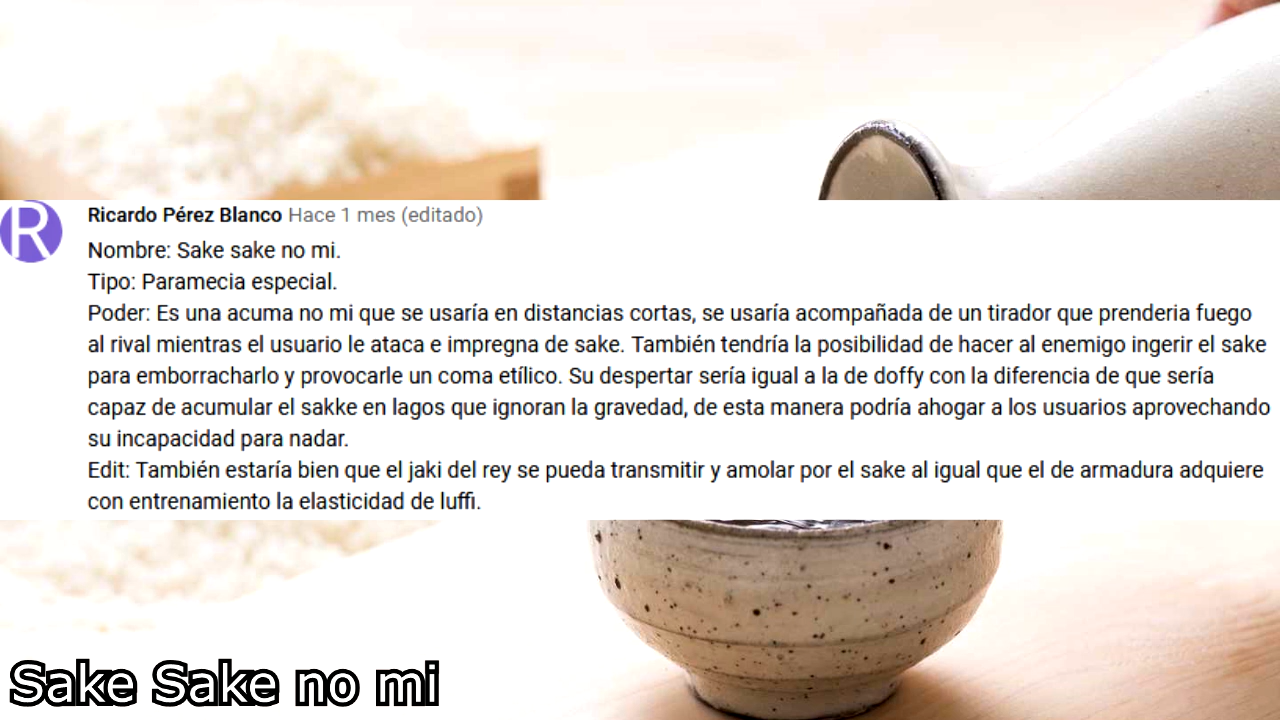 R
Ricardo Pérez Blanco Hace 1 mes (editado)
Nombre: Sake sake no mi.
Tipo: Paramecia especial.
Poder: Es una acuma no mi que se usaría en distancias cortas, se usaría acompañada de un tirador que prenderia fuego
al rival mientras el usuario le ataca e impregna de sake. También tendría la posibilidad de hacer al enemigo ingerir el sake
para emborracharlo y provocarle un coma etílico. Su despertar sería igual a la de doffy con la diferencia de que sería
capaz de acumular el sakke en lagos que ignoran la gravedad, de esta manera podría ahogar a los usuarios aprovechando
su incapacidad para nadar.
Edit: También estaría bien que el jaki del rey se pueda transmitir y amolar por el sake al igual que el de armadura adquiere
con entrenamiento la elasticidad de luffi.
Sake Sake no mi